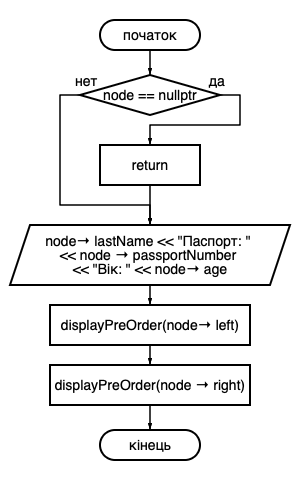 початок
нет
да
node == nullptr
return
node→ lastName << "Паспорт: "
<< node → passportNumber
<< "Вік: " << node→ age
displayPreOrder(node→ left)
displayPreOrder(node → right)
кінець